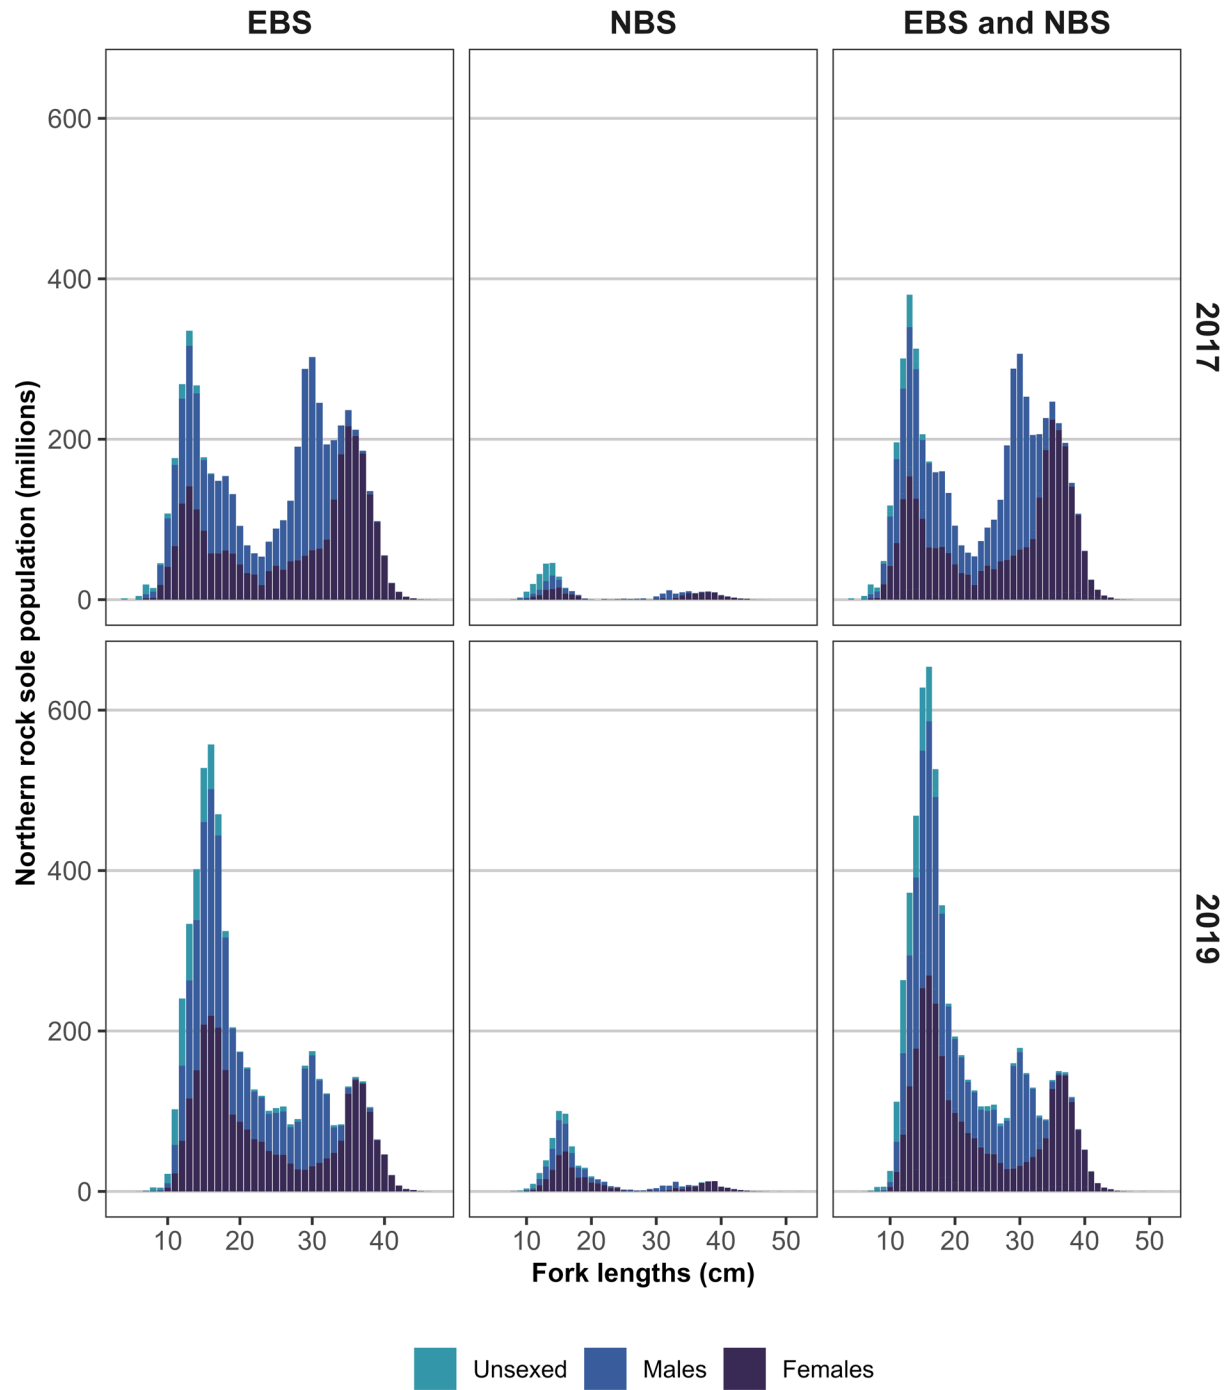 EBS NBS EBS and NBS
Northern rock sole population (millions)
600
400
200
0
2017
600
400
200
0
2019
10 20 30 40 10 20 30 40 50 10 20 30 40 50
Fork lengths (cm)
Unsexed Males Females